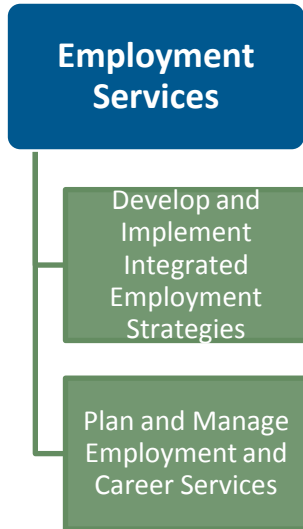 Employment
Services
Develop and
Implement
Integrated
Employment
Strategies
Plan and Manage
Employment and
Career Services